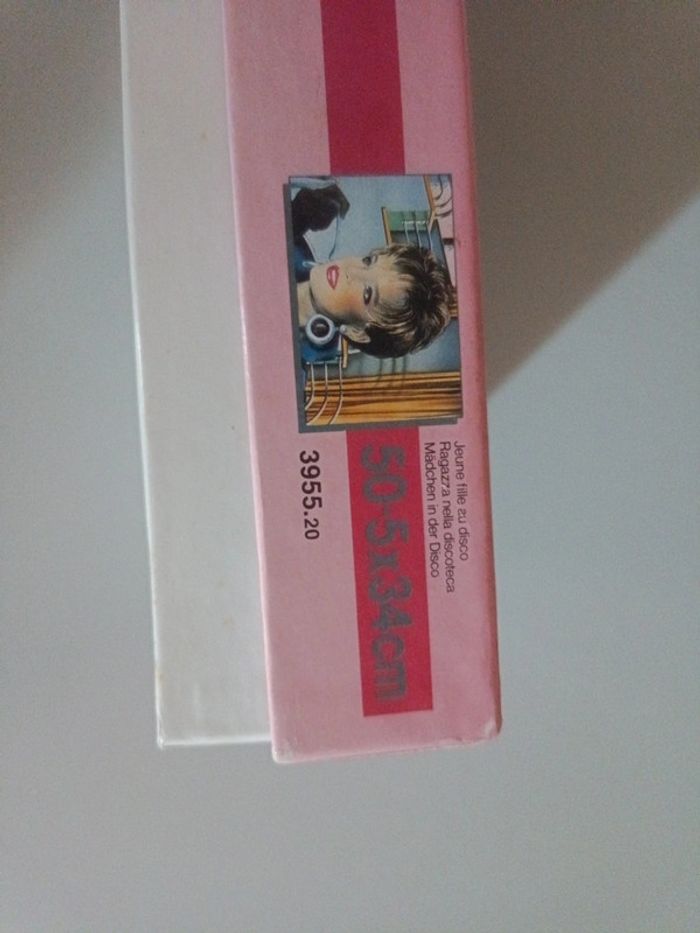 Jeune fille au disco
Ragazza nella discoteca
Mädchen in der Disco
50·5x34cm
3955.20